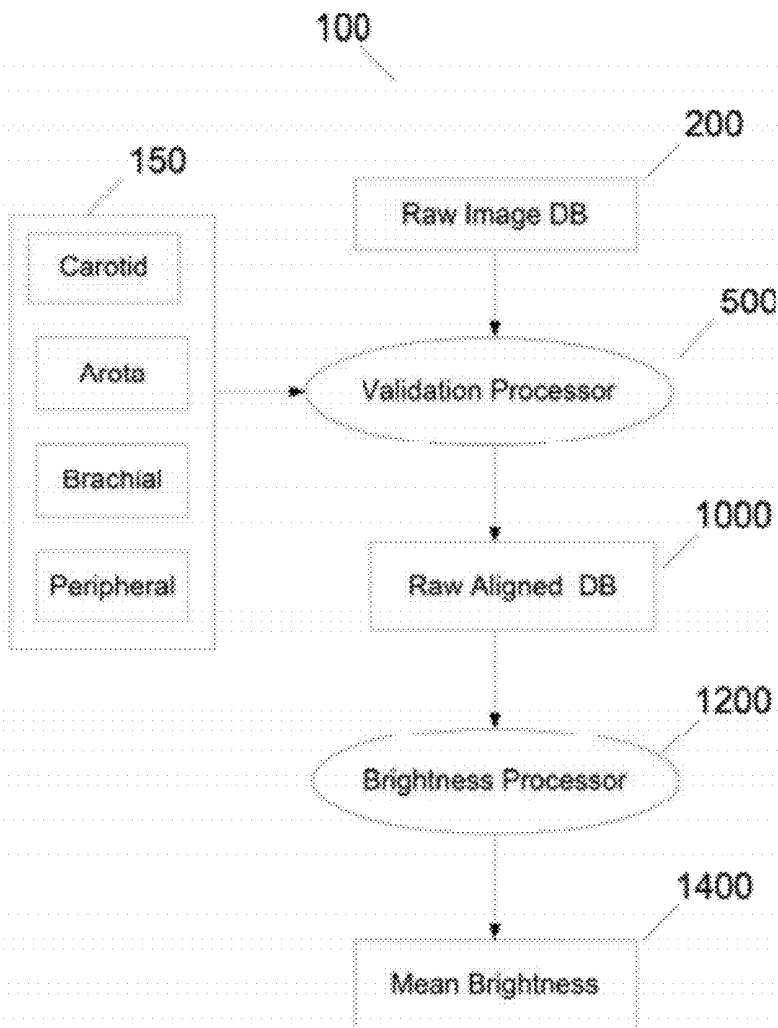 100
200
150
Raw Image DB
Carotid
500
Aroto
Validation Processor
Brachial
1000
Peripheral
Raw Aligned DB
1200
Brightness Processor
1400
Mean Brightness